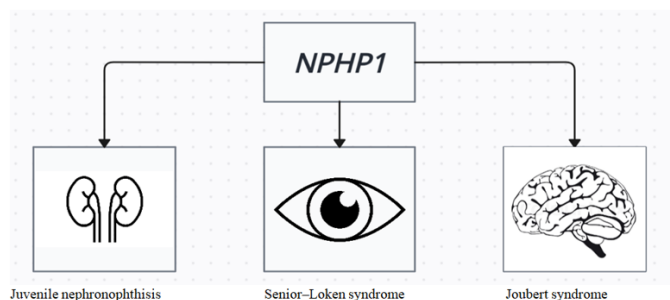 NPHP1
Juvenile nephronophthisis
Senior–Loken syndrome
Joubert syndrome